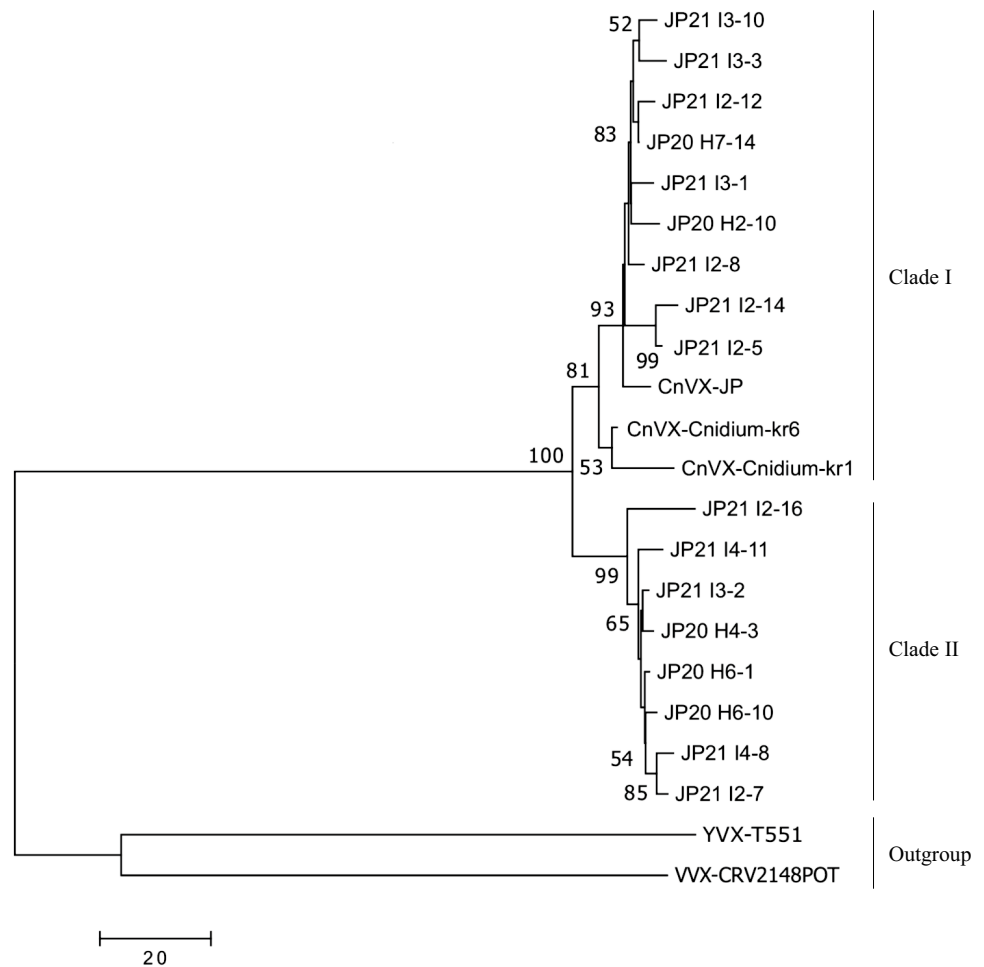 52
JP21 I3-10
JP21 I3-3
JP21 I2-12
83
JP20 H7-14
JP21 I3-1
JP20 H2-10
JP21 I2-8
Clade I
93
JP21 I2-14
JP21 I2-5
99
81
CnVX-JP
CnVX-Cnidium-kr6
100
53
CnVX-Cnidium-kr1
JP21 I2-16
JP21 I4-11
99
JP21 I3-2
65
JP20 H4-3
Clade II
JP20 H6-1
JP20 H6-10
54
JP21 I4-8
85
JP21 I2-7
YVX-T551
Outgroup
VVX-CRV2148POT
20